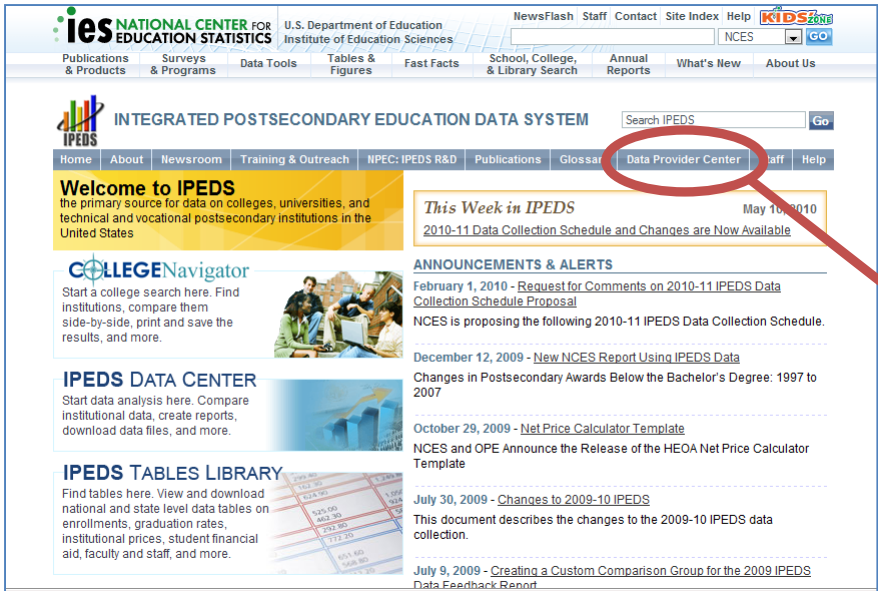 NewsFlash Staff Contact Site Index Help KIDSZONE
ies NATIONAL CENTER FOR EDUCATION STATISTICS
U.S. Department of Education
Institute of Education Sciences
NCES GO
Publications & Products
Surveys & Programs
Data Tools
Tables & Figures
Fast Facts
School, College, & Library Search
Annual Reports
What's New
About Us
IPEDS
INTEGRATED POSTSECONDARY EDUCATION DATA SYSTEM
Search IPEDS Go
Home About Newsroom Training & Outreach NPEC: IPEDS R&D Publications Glossar Data Provider Center taff Help
Welcome to IPEDS
the primary source for data on colleges, universities, and
technical and vocational postsecondary institutions in the
United States
COLLEGENavigator
Start a college search here. Find
institutions, compare them
side-by-side, print and save the
results, and more.
IPEDS DATA CENTER
Start data analysis here. Compare
institutional data, create reports,
download data files, and more.
IPEDS TABLES LIBRARY
Find tables here. View and download
national and state level data tables on
enrollments, graduation rates,
institutional prices, student financial
aid, faculty and staff, and more.
This Week in IPEDS May 10, 2010
2010-11 Data Collection Schedule and Changes are Now Available
ANNOUNCEMENTS & ALERTS
February 1, 2010 - Request for Comments on 2010-11 IPEDS Data
Collection Schedule Proposal
NCES is proposing the following 2010-11 IPEDS Data Collection Schedule.
December 12, 2009 - New NCES Report Using IPEDS Data
Changes in Postsecondary Awards Below the Bachelor's Degree: 1997 to
2007
October 29, 2009 - Net Price Calculator Template
NCES and OPE Announce the Release of the HEOA Net Price Calculator
Template
July 30, 2009 - Changes to 2009-10 IPEDS
This document describes the changes to the 2009-10 IPEDS data
collection.
July 9, 2009 - Creating a Custom Comparison Group for the 2009 IPEDS
Data Feedback Report